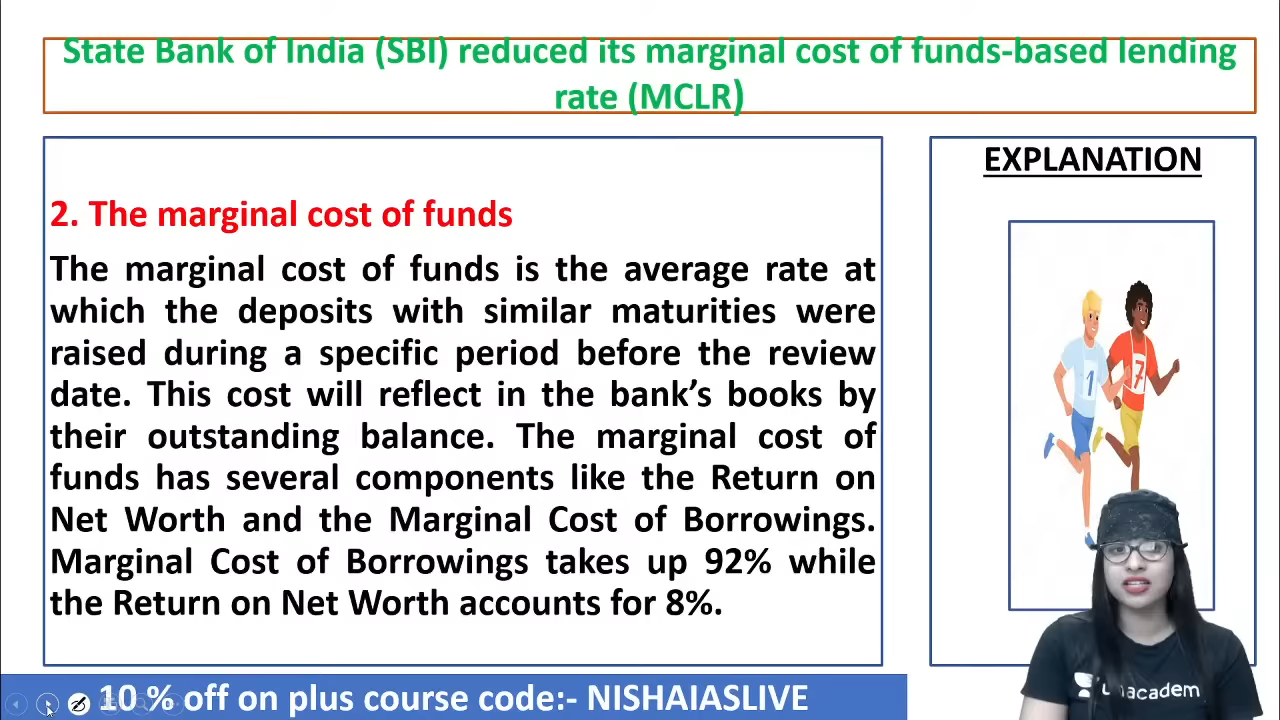 State Bank of India (SBI) reduced its marginal cost of funds-based lending
rate (MCLR)
2. The marginal cost of funds
The marginal cost of funds is the average rate at
which the deposits with similar maturities were
raised during a specific period before the review
date. This cost will reflect in the bank’s books by
their outstanding balance. The marginal cost of
funds has several components like the Return on
Net Worth and the Marginal Cost of Borrowings.
Marginal Cost of Borrowings takes up 92% while
the Return on Net Worth accounts for 8%.
EXPLANATION
1
7
10 % off on plus course code:- NISHAIASLIVE